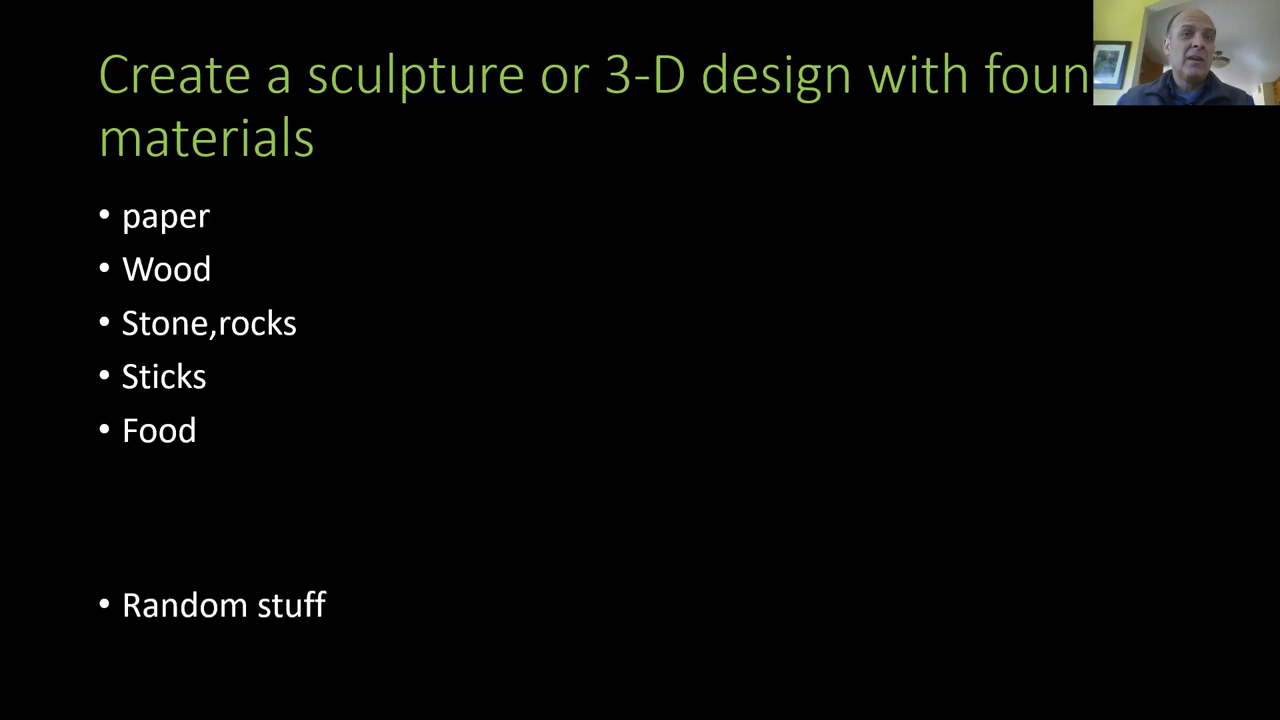 Create a sculpture or 3-D design with foun
materials
• paper
• Wood
• Stone,rocks
• Sticks
• Food
• Random stuff